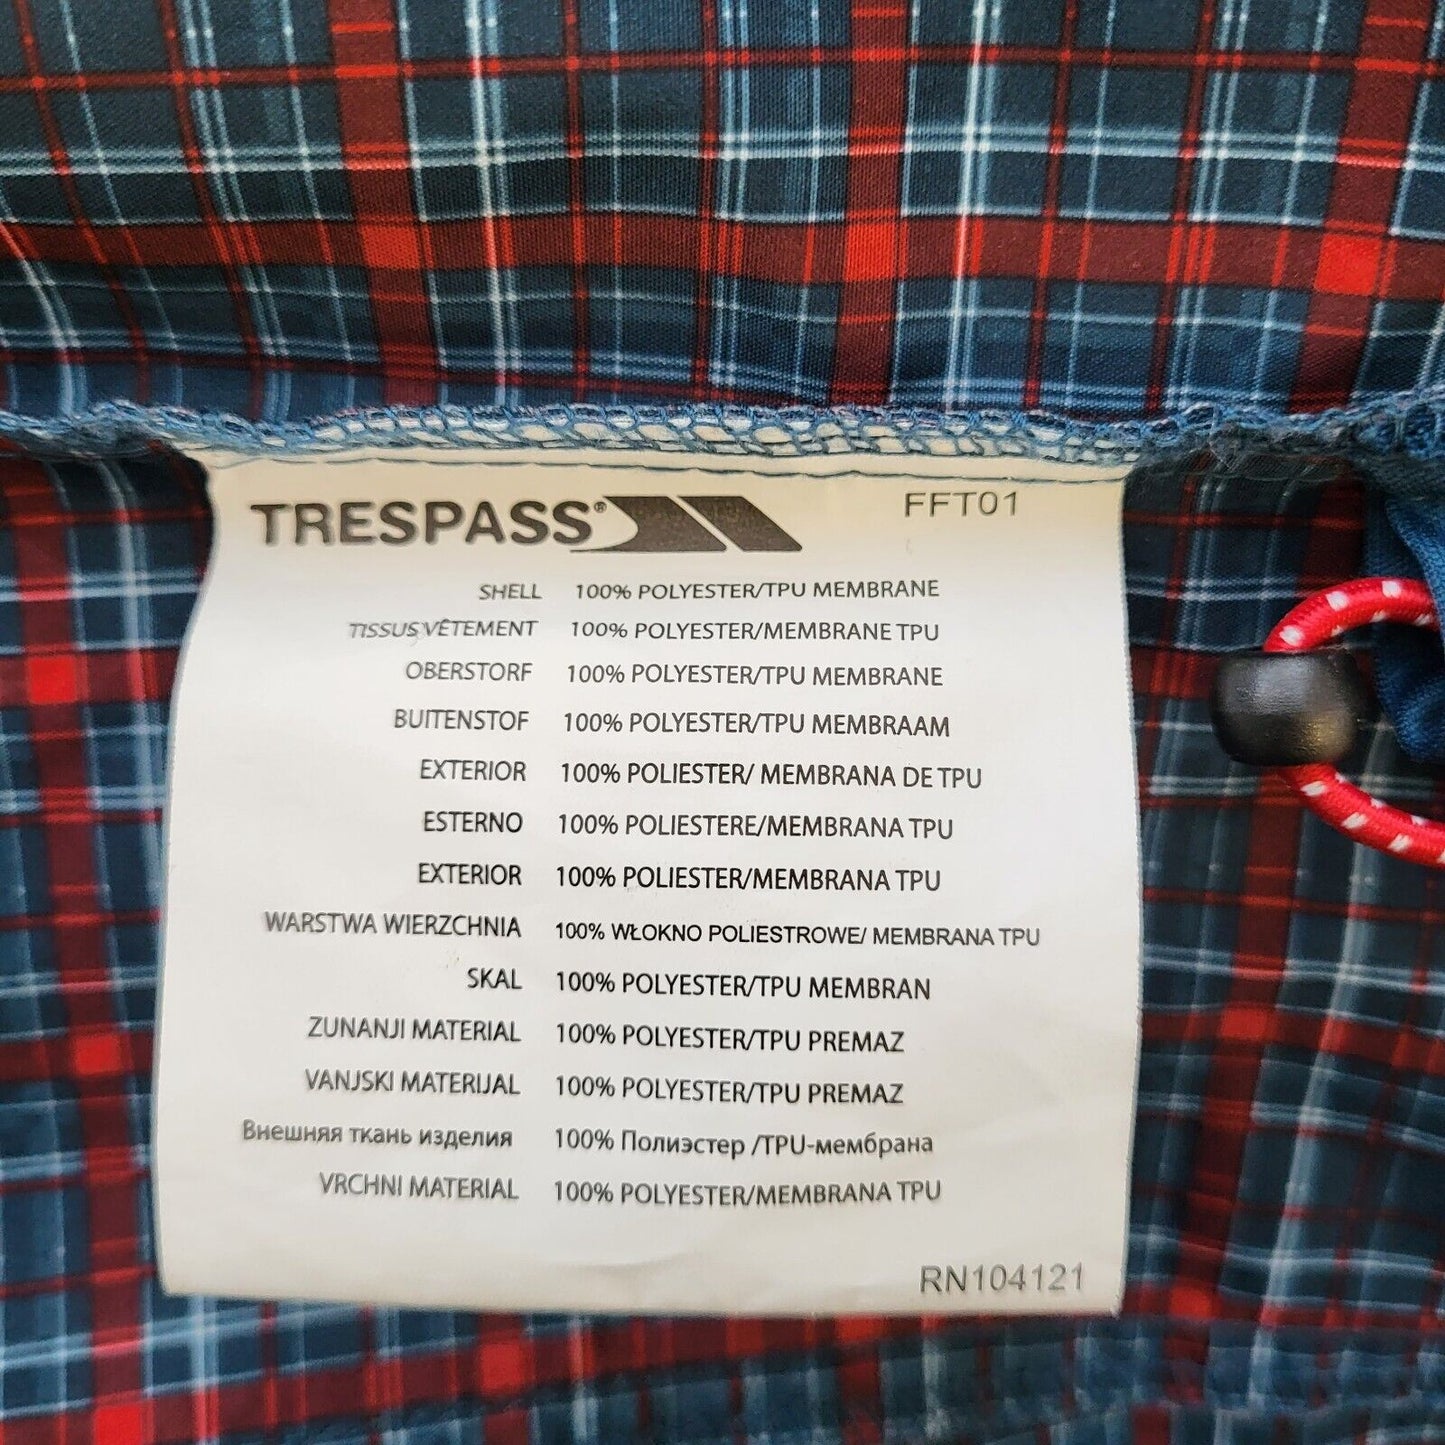 TRESPASS® FFT01
SHELL 100% POLYESTER/TPU MEMBRANE
TISSUS VÊTEMENT 100% POLYESTER/MEMBRANE TPU
OBERSTORF 100% POLYESTER/TPU MEMBRANE
BUITENSTOF 100% POLYESTER/TPU MEMBRAAM
EXTERIOR 100% POLIESTER/ MEMBRANA DE TPU
ESTERNO 100% POLIESTERE/MEMBRANA TPU
EXTERIOR 100% POLIESTER/MEMBRANA TPU
WARSTWA WIERZCHNIA 100% WŁOKNO POLIESTROWE/ MEMBRANA TPU
SKAL 100% POLYESTER/TPU MEMBRAN
ZUNANJI MATERIAL 100% POLYESTER/TPU PREMAZ
VANJSKI MATERIJAL 100% POLYESTER/TPU PREMAZ
Внешняя ткань изделия 100% Полиэстер /TPU-мембрана
VRCHNI MATERIAL 100% POLYESTER/MEMBRANA TPU
RN104121